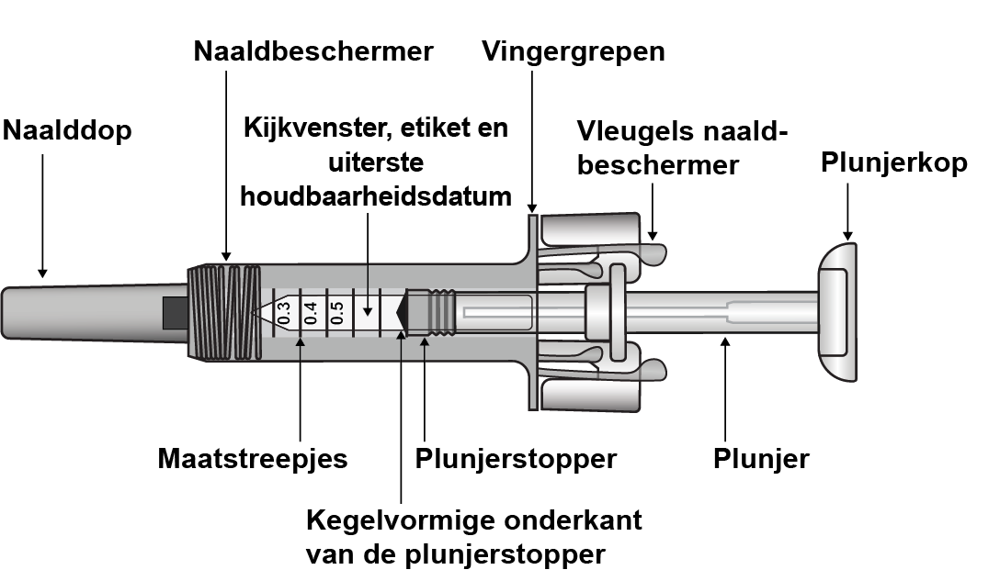 Naaldbeschermer
Vingergrepen
Naalddop
Kijkvenster, etiket en
uiterste
houdbaarheidsdatum
Vleugels naald-
beschermer
Plunjerkop
0.3
0.4
0.5
Maatstreepjes
Plunjerstopper
Plunjer
Kegelvormige onderkant
van de plunjerstopper